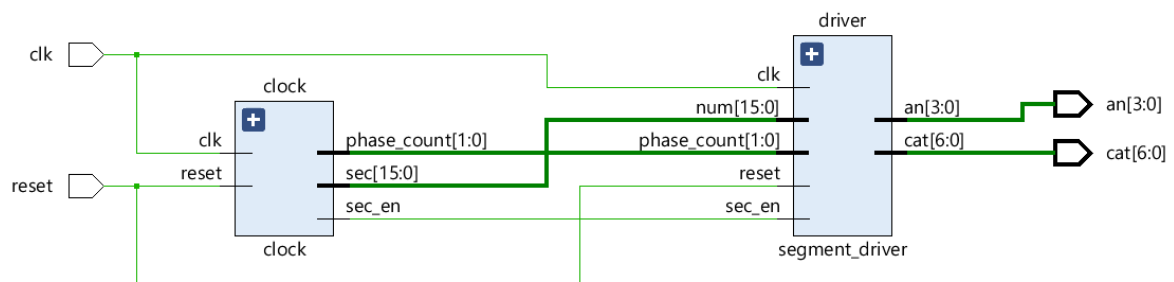 driver
clk
clock
clk
num[15:0]
an[3:0]
an[3:0]
clk
phase_count[1:0]
phase_count[1:0]
cat[6:0]
cat[6:0]
reset
reset
sec[15:0]
reset
sec_en
sec_en
clock
segment_driver